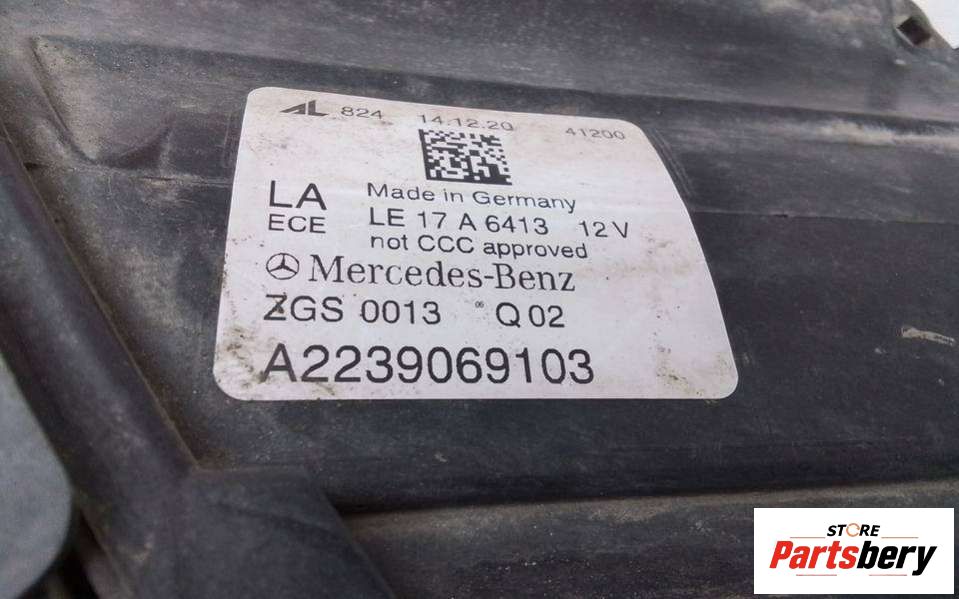 AL 824 14.12.20 41200
LA Made in Germany
ECE LE 17 A 6413 12 V
not CCC approved
Mercedes-Benz
ZGS 0013 Q 02
A2239069103
STORE
Partsbery